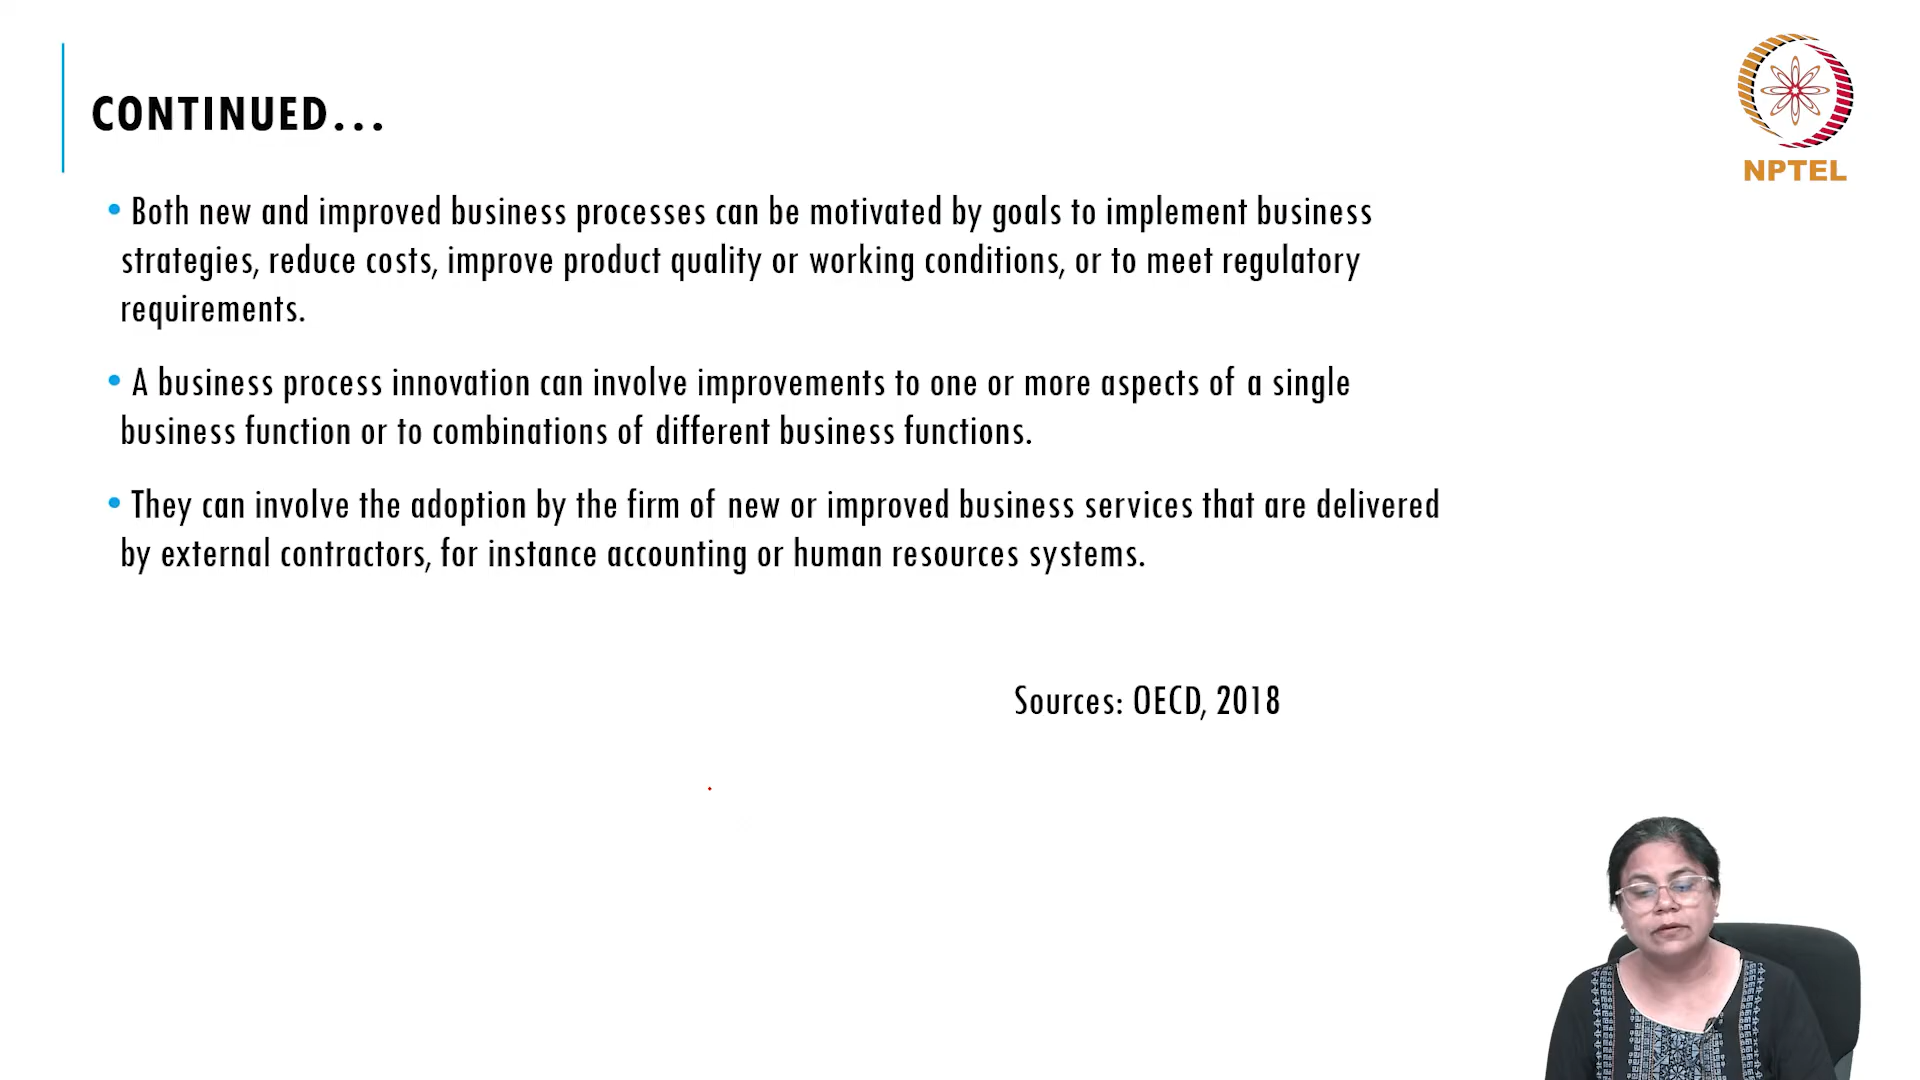 CONTINUED...
NPTEL
• Both new and improved business processes can be motivated by goals to implement business
strategies, reduce costs, improve product quality or working conditions, or to meet regulatory
requirements.
• A business process innovation can involve improvements to one or more aspects of a single
business function or to combinations of different business functions.
• They can involve the adoption by the firm of new or improved business services that are delivered
by external contractors, for instance accounting or human resources systems.
Sources: OECD, 2018